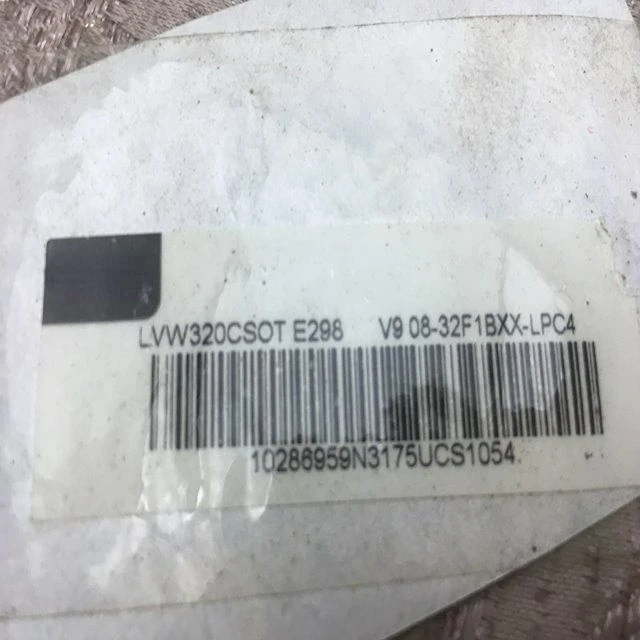 LVW320CSOT E298 V9 08-32F1BXX-LPC4
10286959N3175UCS1054